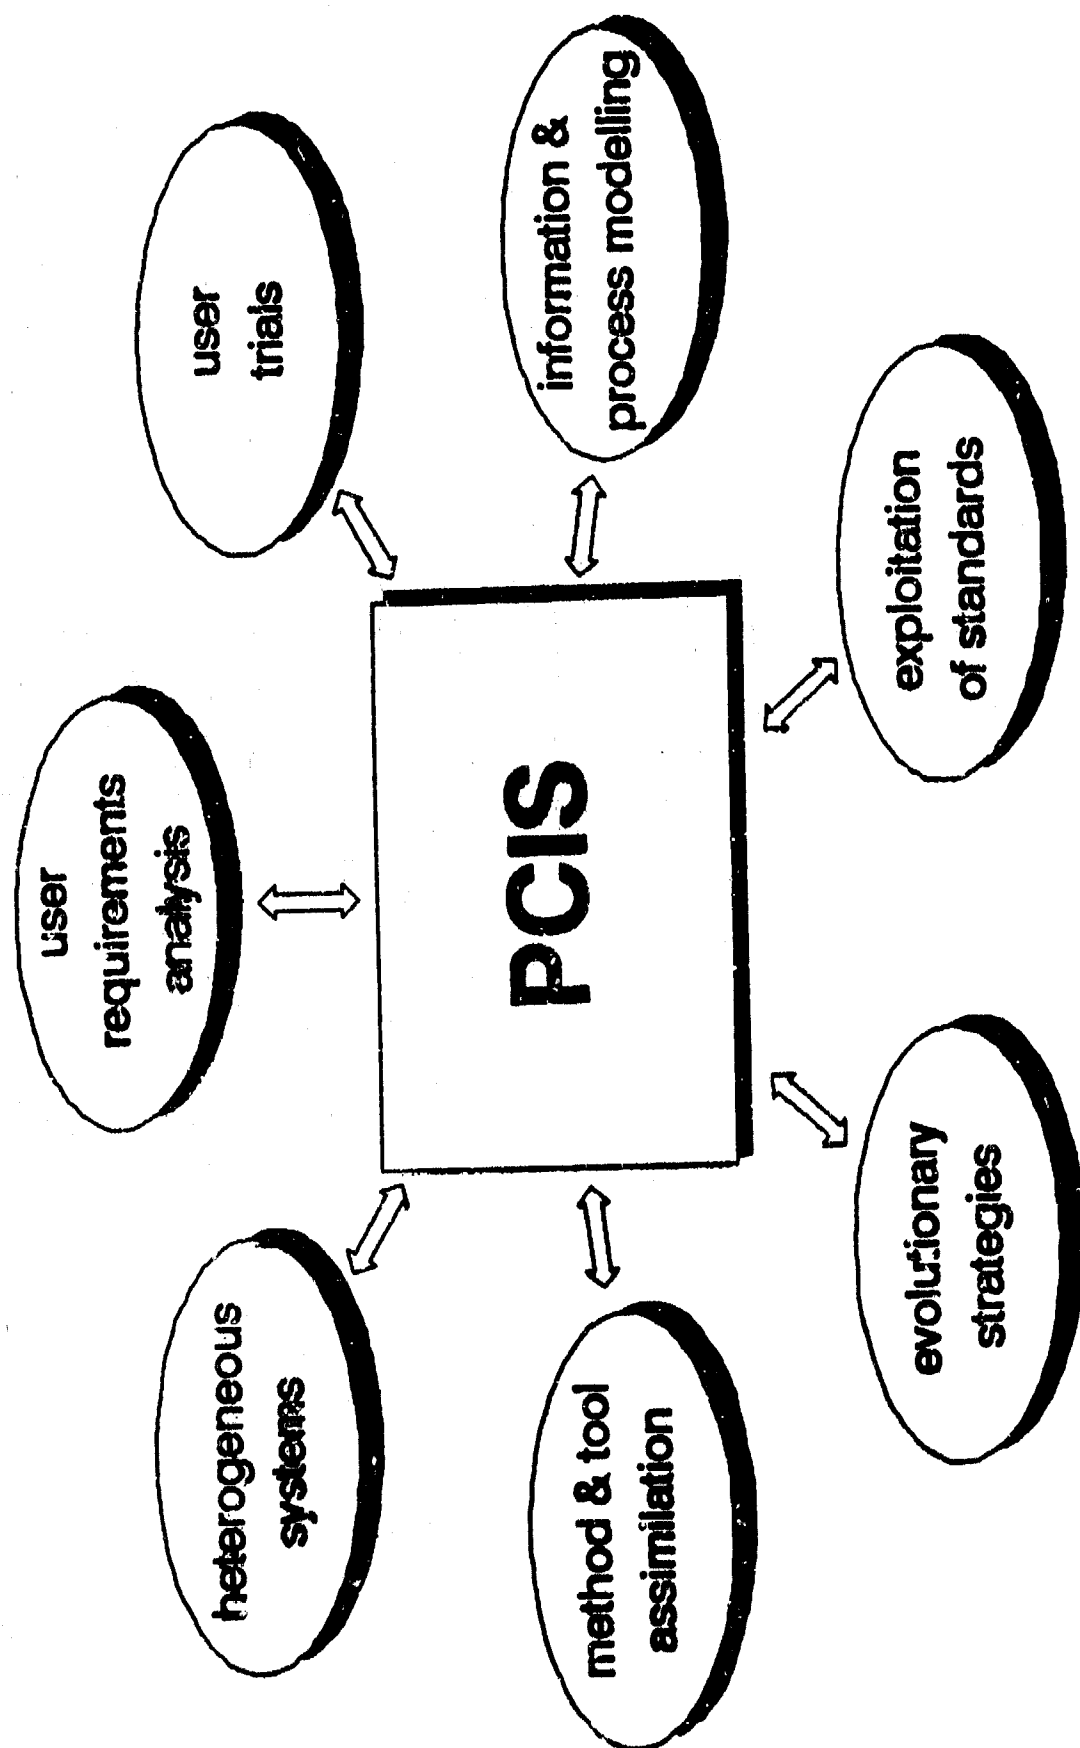 user
requirements
analysis
heterogeneous
systems
user
trials
PCIS
method & tool
assimilation
information &
process modelling
evolutionary
strategies
exploitation
of standards